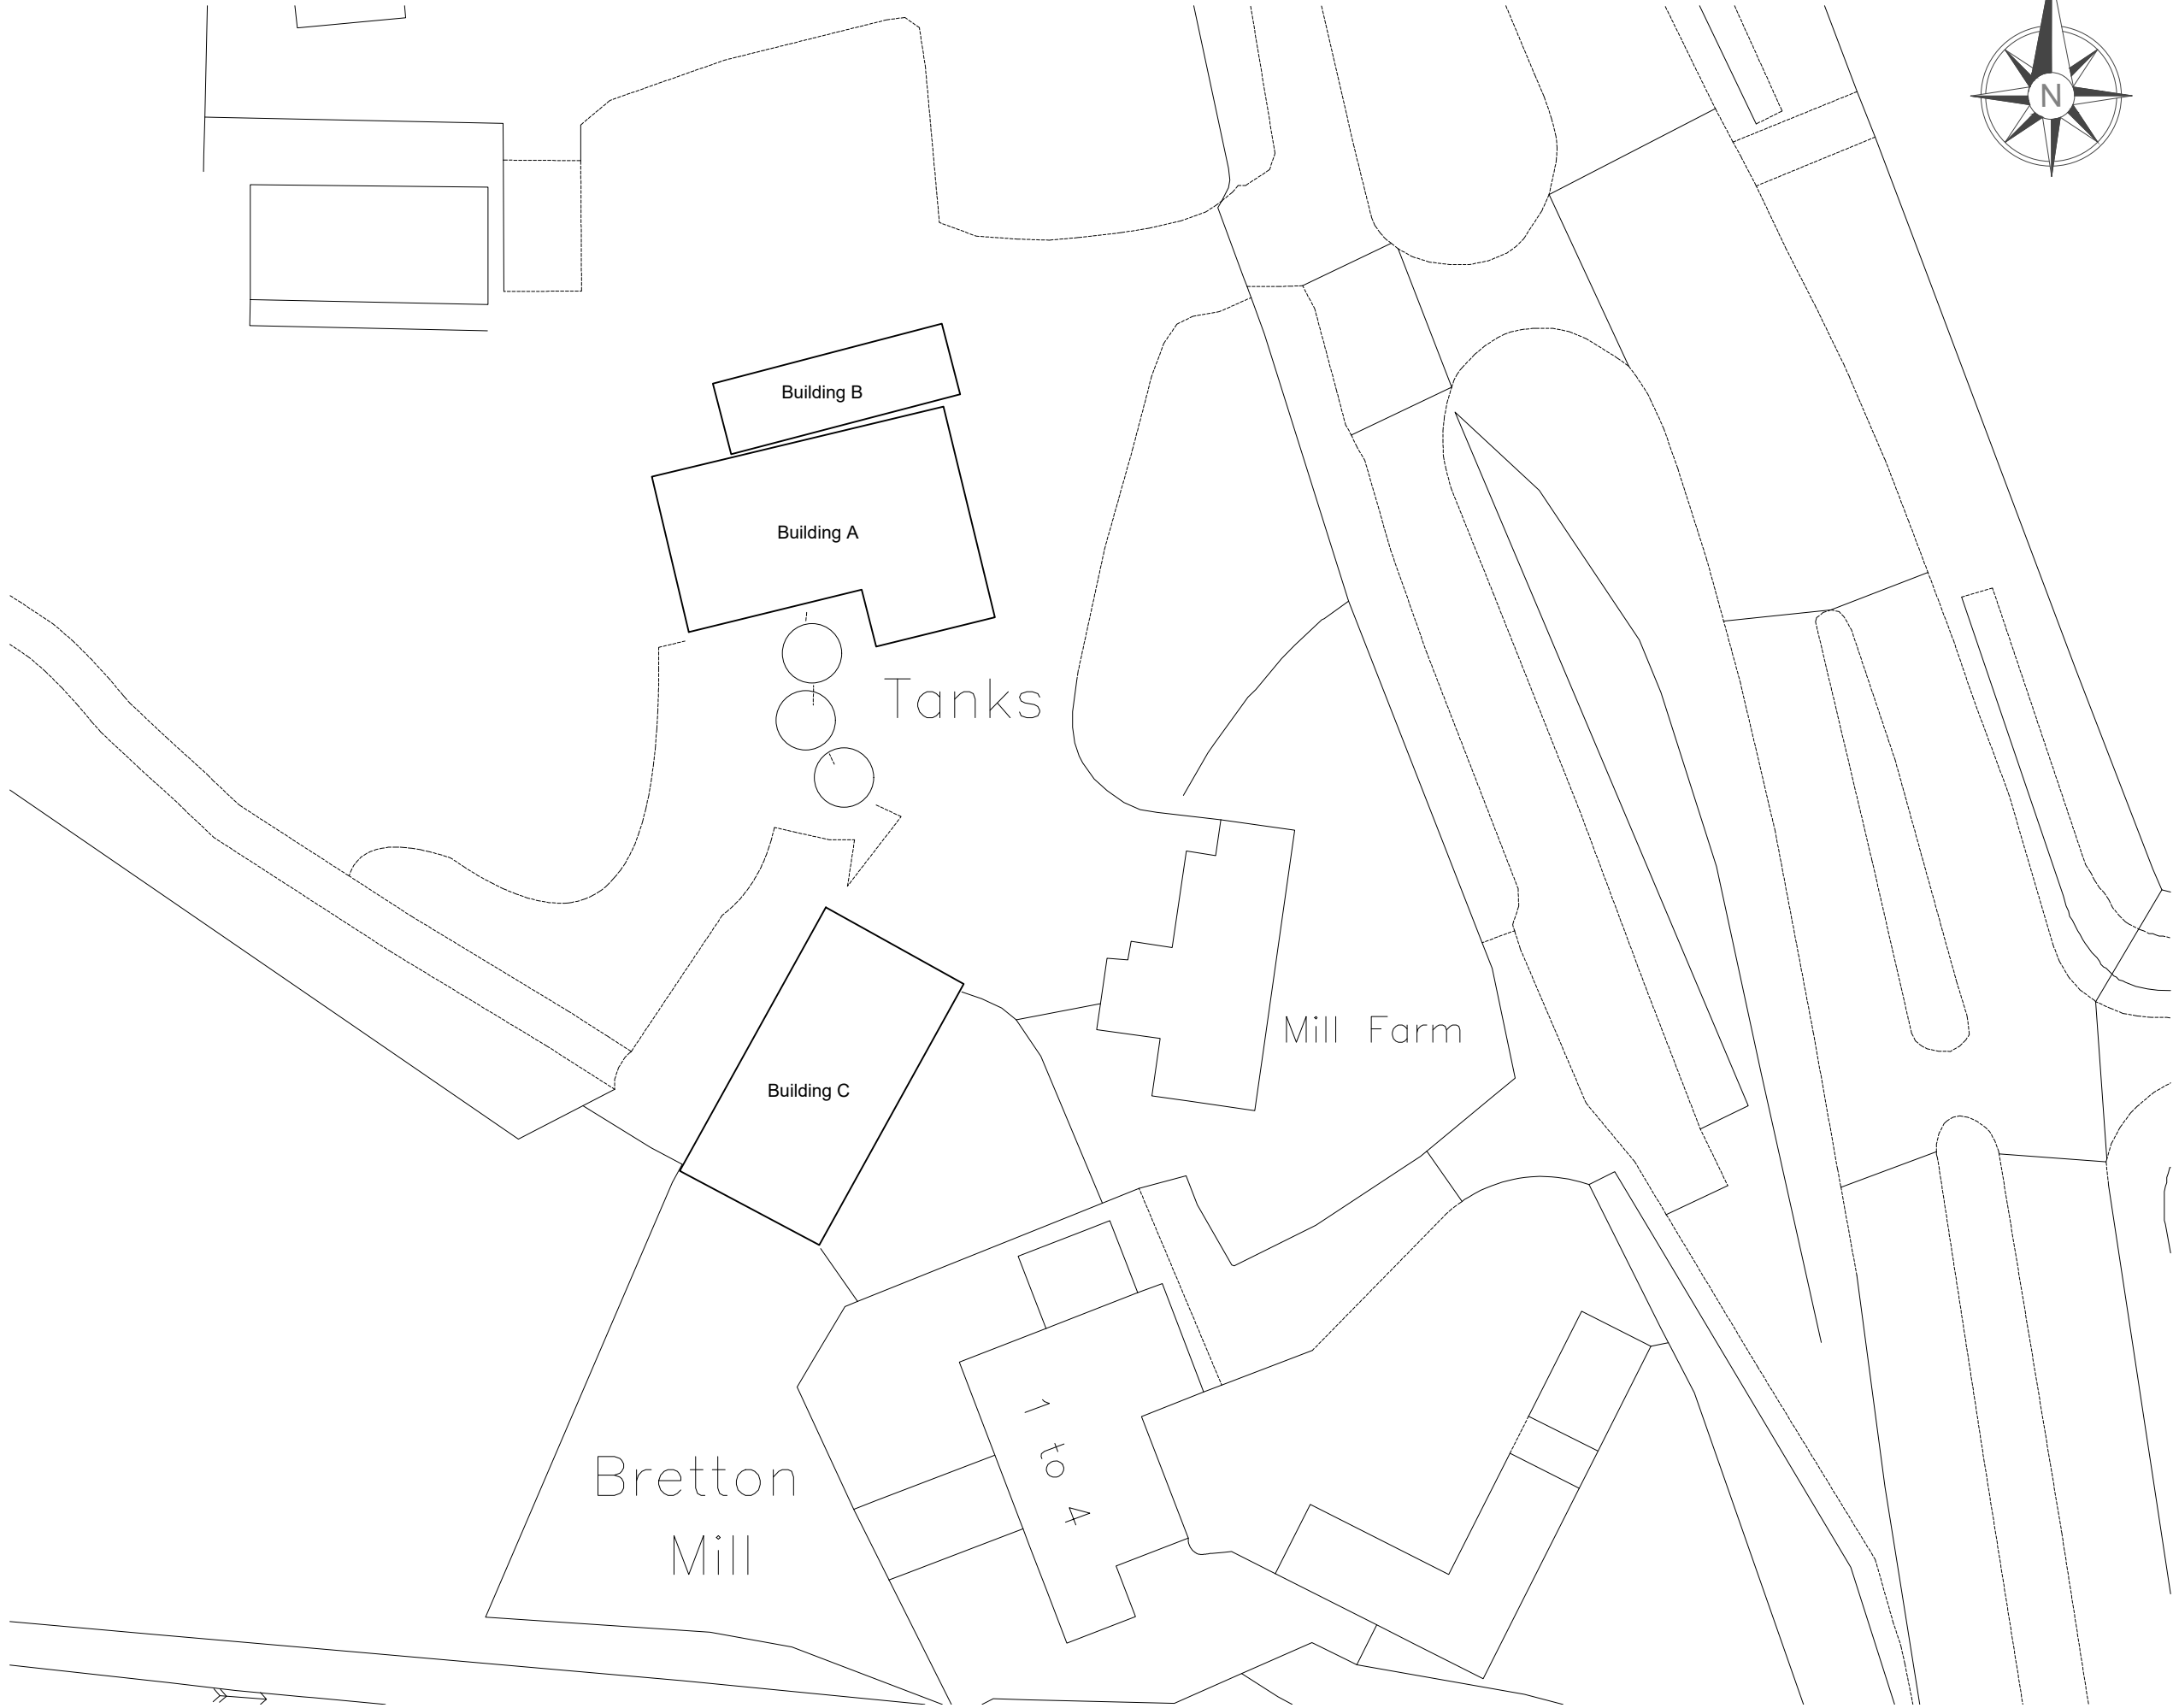 N
Building B
Building A
Tanks
Mill Farm
Building C
1 to 4
Bretton
Mill